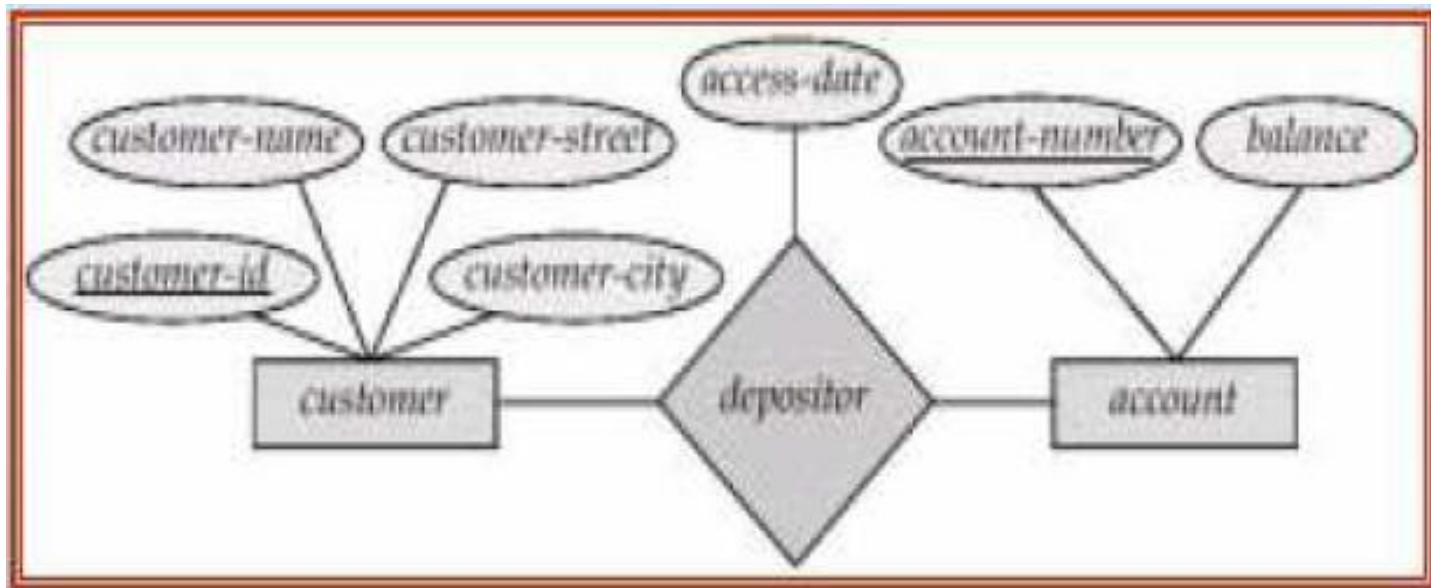 access-date
customer-name customer-street account-number balance
customer-id customer-city
customer depositor account